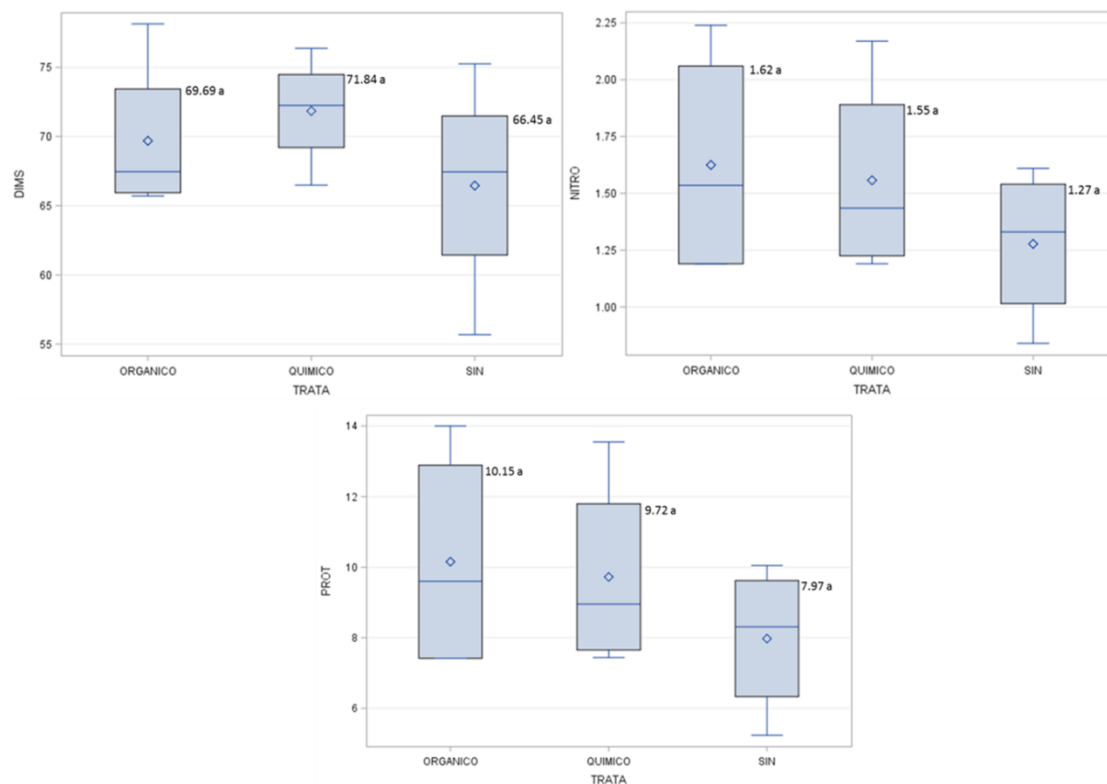 DIMS
75
70
65
60
55
69.69 a
71.84 a
66.45 a
ORGANICO QUIMICO SIN
TRATA
NITRO
2.25
2.00
1.75
1.50
1.25
1.00
1.62 a
1.55 a
1.27 a
ORGANICO QUIMICO SIN
TRATA
PROT
14
12
10
8
6
10.15 a
9.72 a
7.97 a
ORGANICO QUIMICO SIN
TRATA